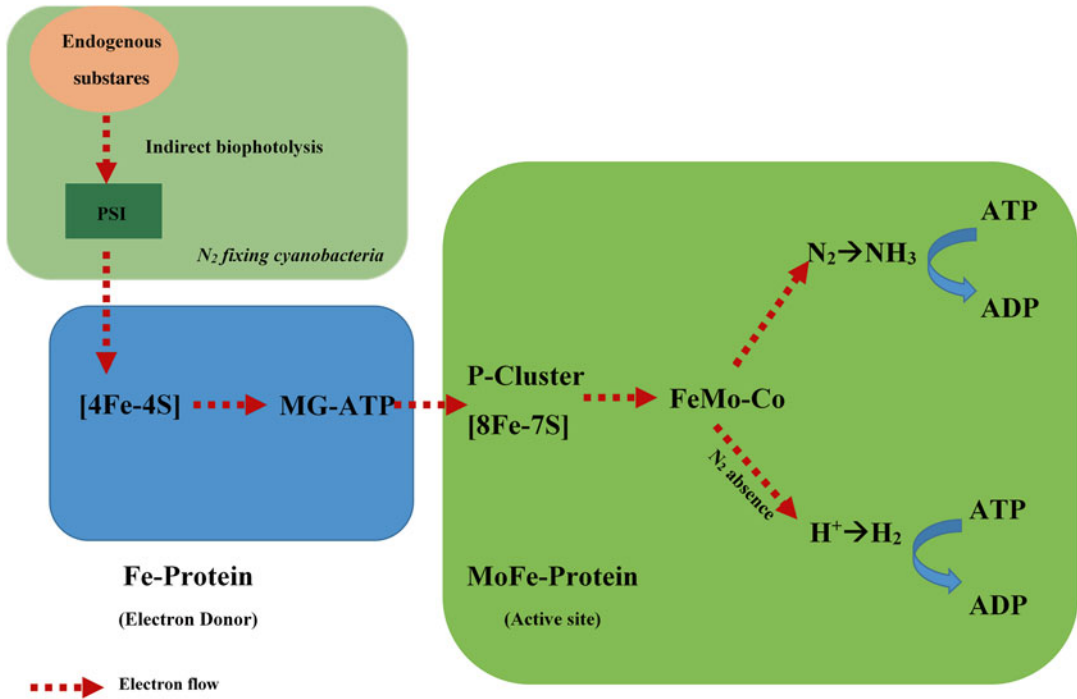 Endogenous
substares
Indirect biophotolysis
PSI
N₂ fixing cyanobacteria
[4Fe-4S]
MG-ATP
P-Cluster
[8Fe-7S]
FeMo-Co
N₂→NH₃
ATP
ADP
N₂ absence
H⁺→H₂
ATP
ADP
Fe-Protein
(Electron Donor)
MoFe-Protein
(Active site)
Electron flow